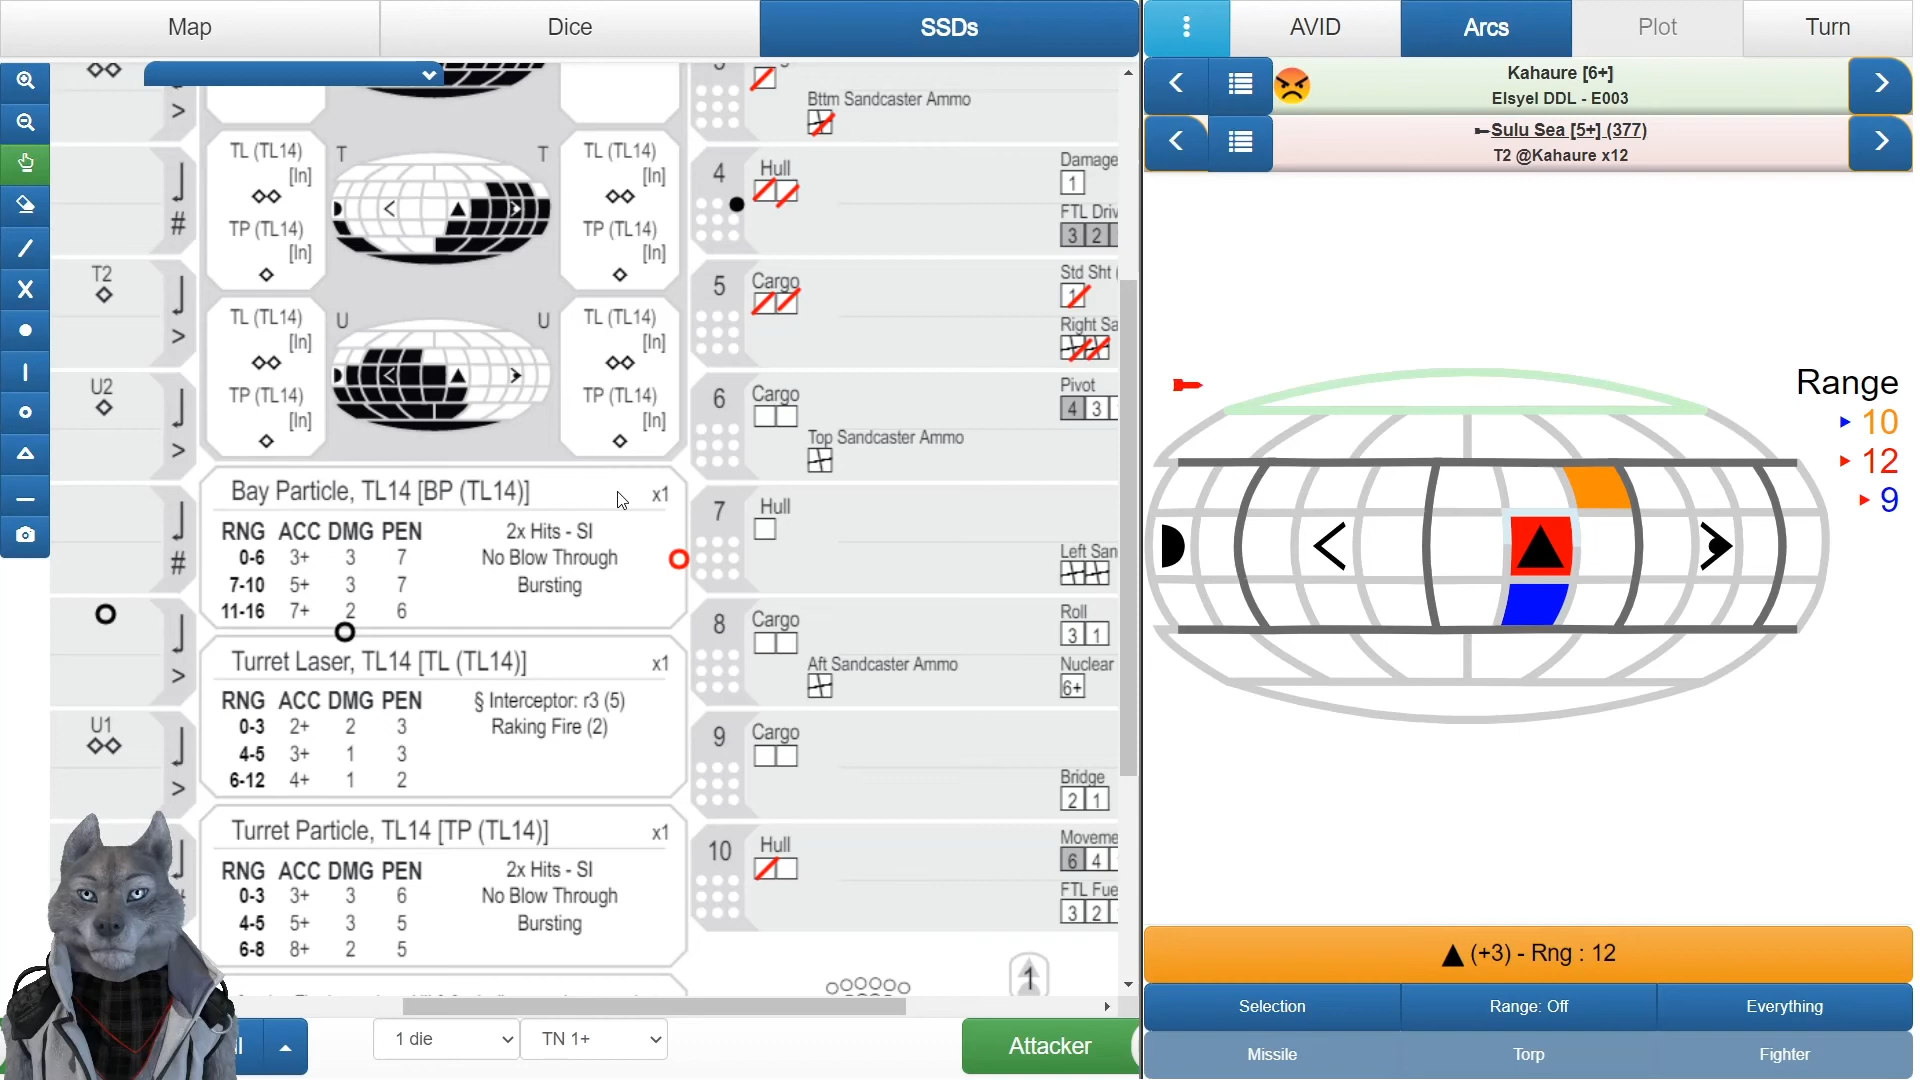 Map
Dice
SSDs
AVID
Arcs
Plot
Turn
Kahaure [6+]
Elsyel DDL - E003
Sulu Sea [5+] (377)
T2 @Kahaure x12
T2
U2
U1
>
#
>
>
#
>
>
TL (TL14)
[In]
TP (TL14)
[In]
T
T
TL (TL14)
[In]
TP (TL14)
[In]
TL (TL14)
[In]
TP (TL14)
[In]
U
U
TL (TL14)
[In]
TP (TL14)
[In]
Bay Particle, TL14 [BP (TL14)] x1
RNG ACC DMG PEN
0-6 3+ 3 7
7-10 5+ 3 7
11-16 7+ 2 6
2x Hits - SI
No Blow Through
Bursting
Turret Laser, TL14 [TL (TL14)] x1
RNG ACC DMG PEN
0-3 2+ 2 3
4-5 3+ 1 3
6-12 4+ 1 2
§ Interceptor: r3 (5)
Raking Fire (2)
Turret Particle, TL14 [TP (TL14)] x1
RNG ACC DMG PEN
0-3 3+ 3 6
4-5 5+ 3 5
6-8 8+ 2 5
2x Hits - SI
No Blow Through
Bursting
Bttm Sandcaster Ammo
4 Hull
Damage
1
FTL Driv
3 2
5 Cargo
Std Sht
1
Right Sa
6 Cargo
Pivot
4 3
Top Sandcaster Ammo
7 Hull
Left San
8 Cargo
Roll
3 1
Aft Sandcaster Ammo
Nuclear
6+
9 Cargo
Bridge
2 1
10 Hull
Moveme
6 4
FTL Fue
3 2
1
1 die
TN 1+
Attacker
Range
10
12
9
(+3) - Rng : 12
Selection
Range: Off
Everything
Missile
Torp
Fighter